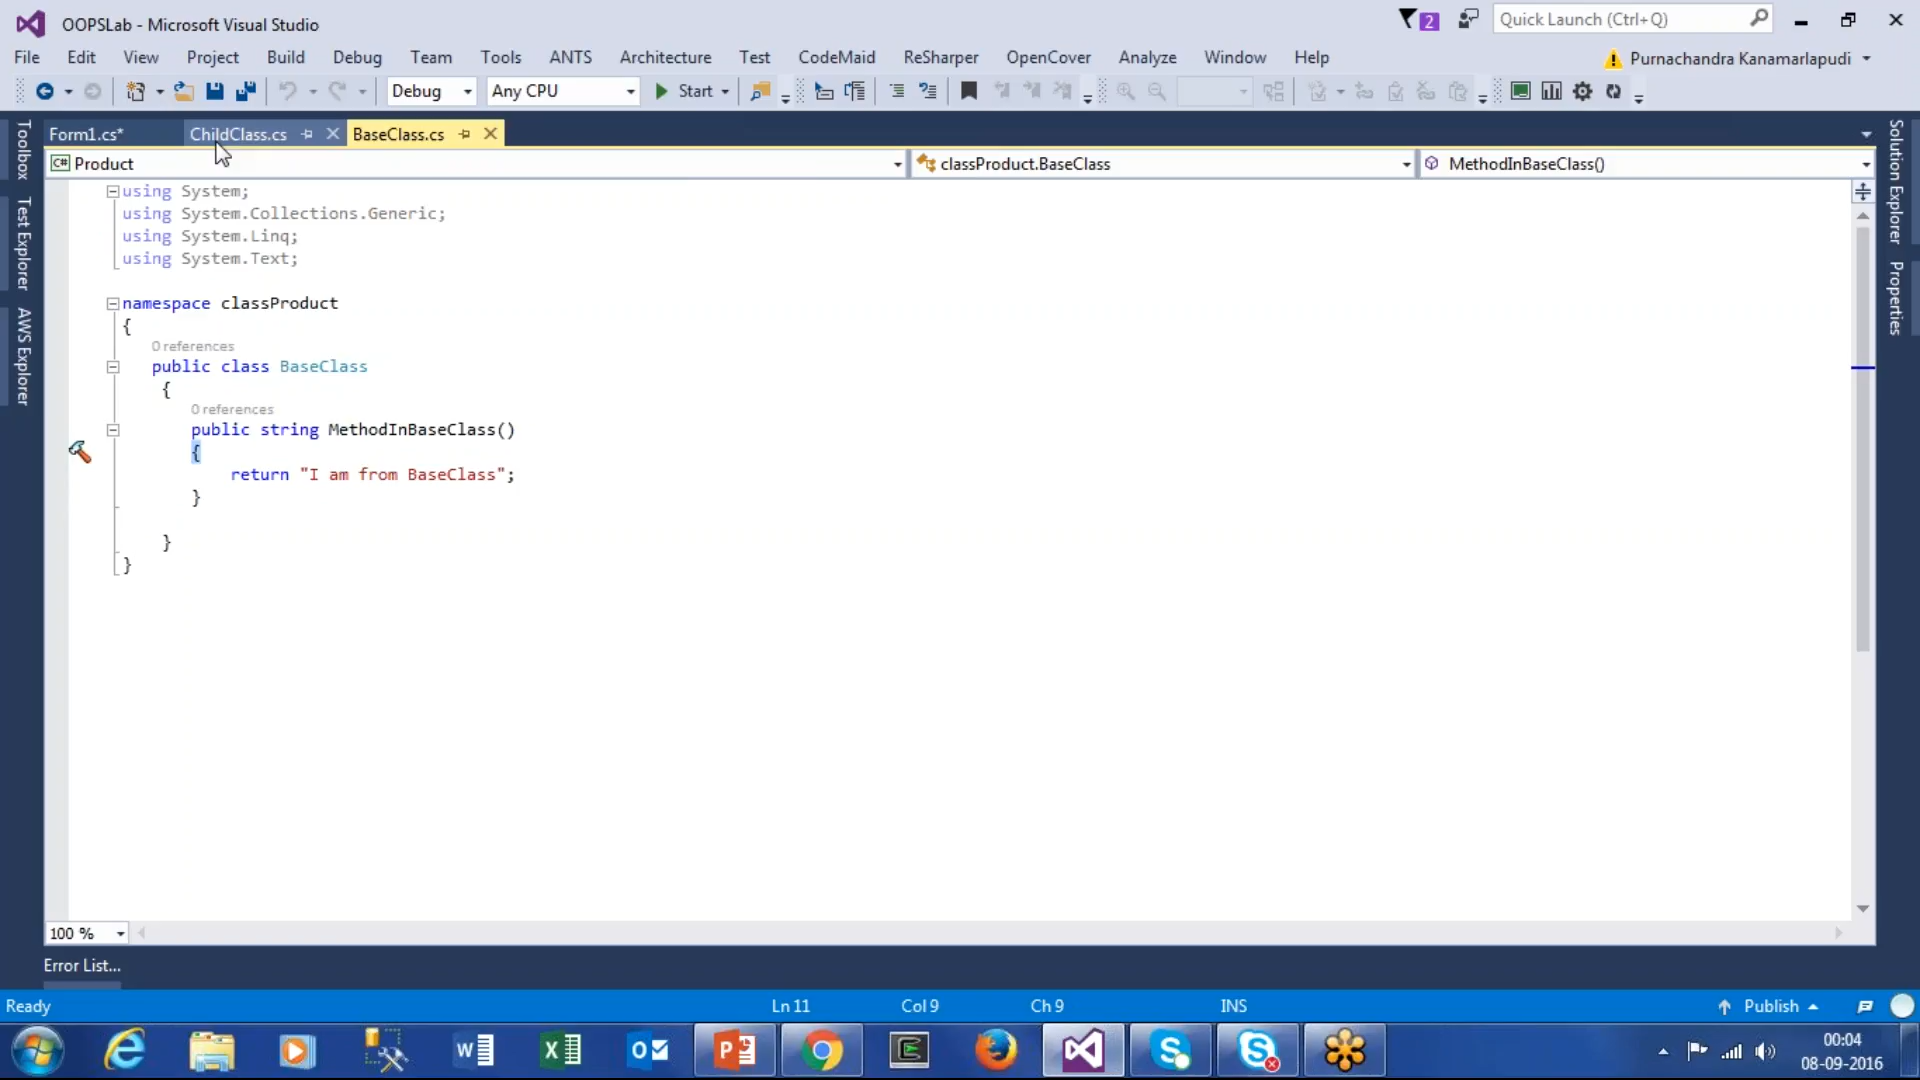 OOPSLab - Microsoft Visual Studio
2
Quick Launch (Ctrl+Q)
File Edit View Project Build Debug Team Tools ANTS Architecture Test CodeMaid ReSharper OpenCover Analyze Window Help
Purnachandra Kanamarlapudi
Debug Any CPU Start
Form1.cs* ChildClass.cs BaseClass.cs
C# Product classProduct.BaseClass MethodInBaseClass()
Toolbox
Test Explorer
AWS Explorer
Solution Explorer
Properties
using System;
using System.Collections.Generic;
using System.Linq;
using System.Text;
namespace classProduct
{
0 references
public class BaseClass
{
0 references
public string MethodInBaseClass()
{
return "I am from BaseClass";
}
}
}
100 %
Error List...
Ready Ln 11 Col 9 Ch 9 INS Publish
00:04
08-09-2016